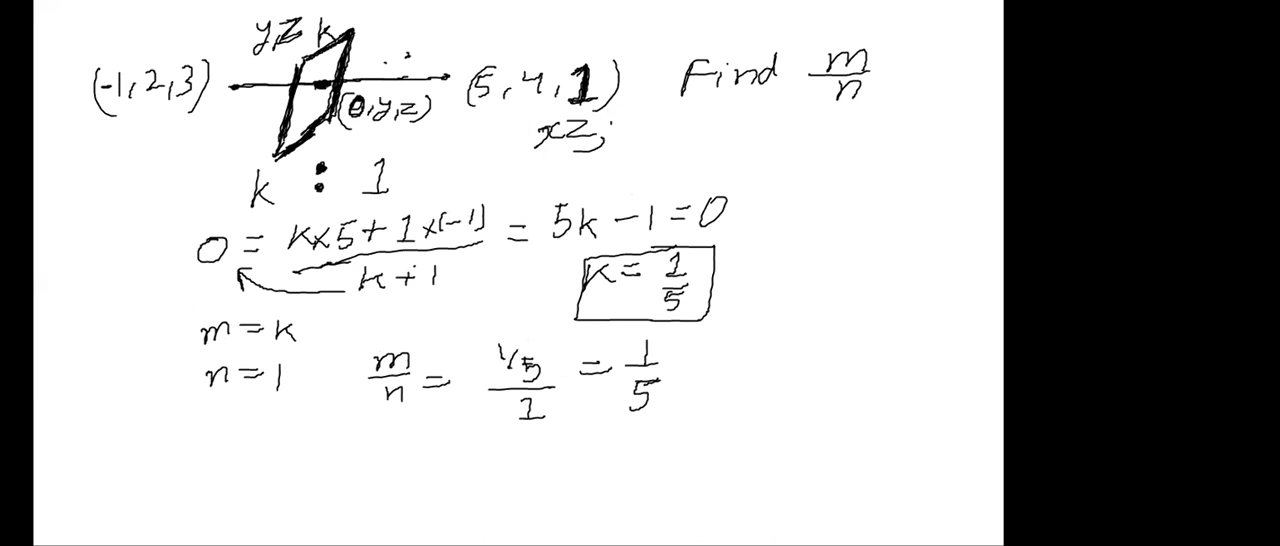 y,z k
(-1,2,3) (5,4,1) Find m/n
(0,y,z)
xz,
k : 1
0 = k×5+1×(-1)/k+1 = 5k-1=0
k = 1/5
m=k
n=1 m/n = 1/5/1 = 1/5